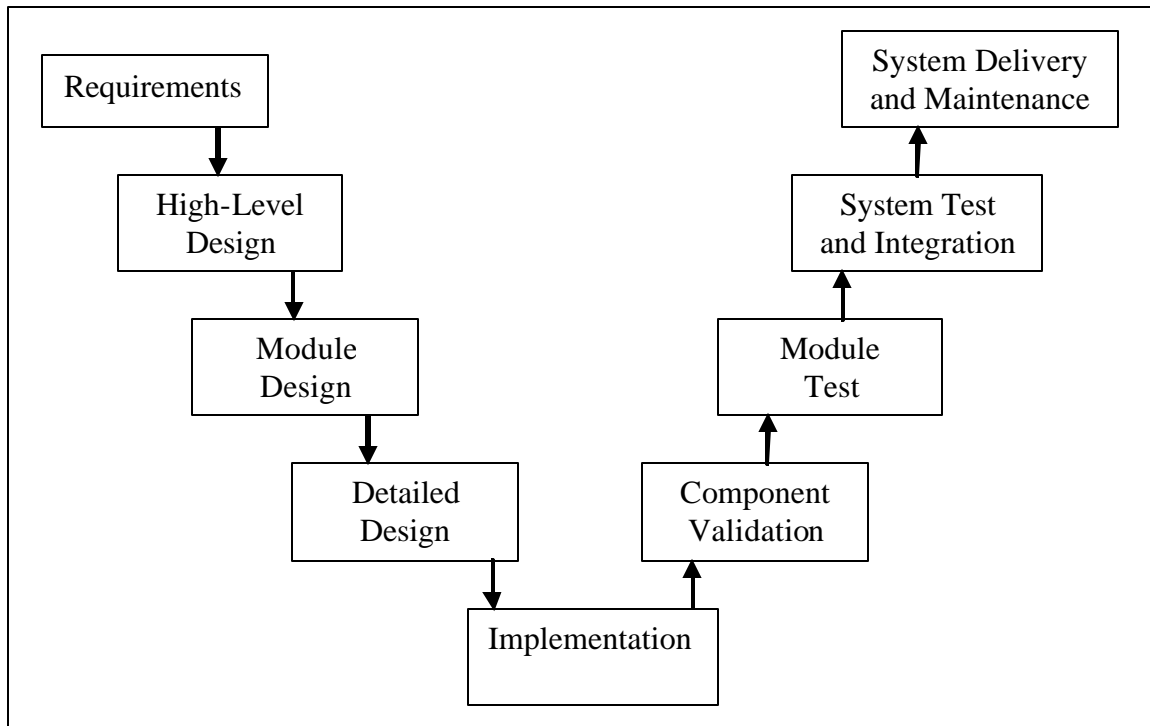 Requirements
High-Level
Design
Module
Design
Detailed
Design
Implementation
Component
Validation
Module
Test
System Test
and Integration
System Delivery
and Maintenance